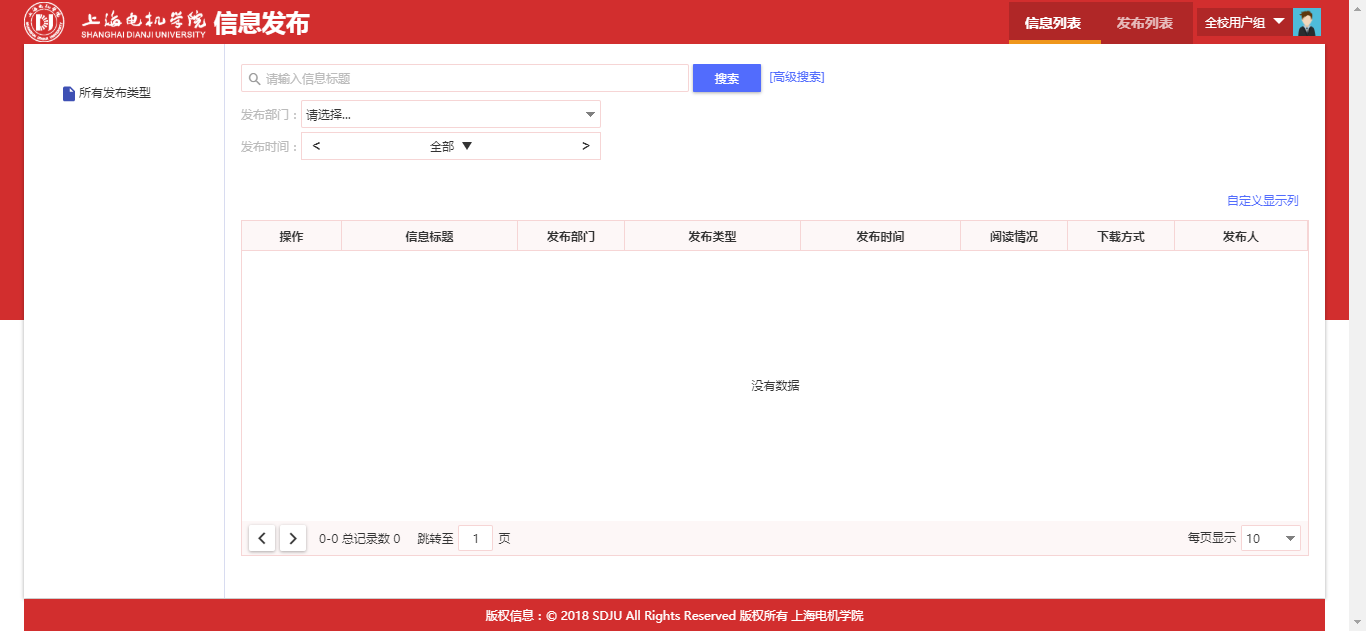 上海电机学院 信息发布
SHANGHAI DIANJI UNIVERSITY
信息列表 发布列表 全校用户组
所有发布类型
请输入信息标题 搜索 [高级搜索]
发布部门： 请选择...
发布时间： < 全部 ▼ >
自定义显示列
操作 信息标题 发布部门 发布类型 发布时间 阅读情况 下载方式 发布人
没有数据
0-0 总记录数 0 跳转至 1 页 每页显示 10
版权信息：© 2018 SDJU All Rights Reserved 版权所有 上海电机学院